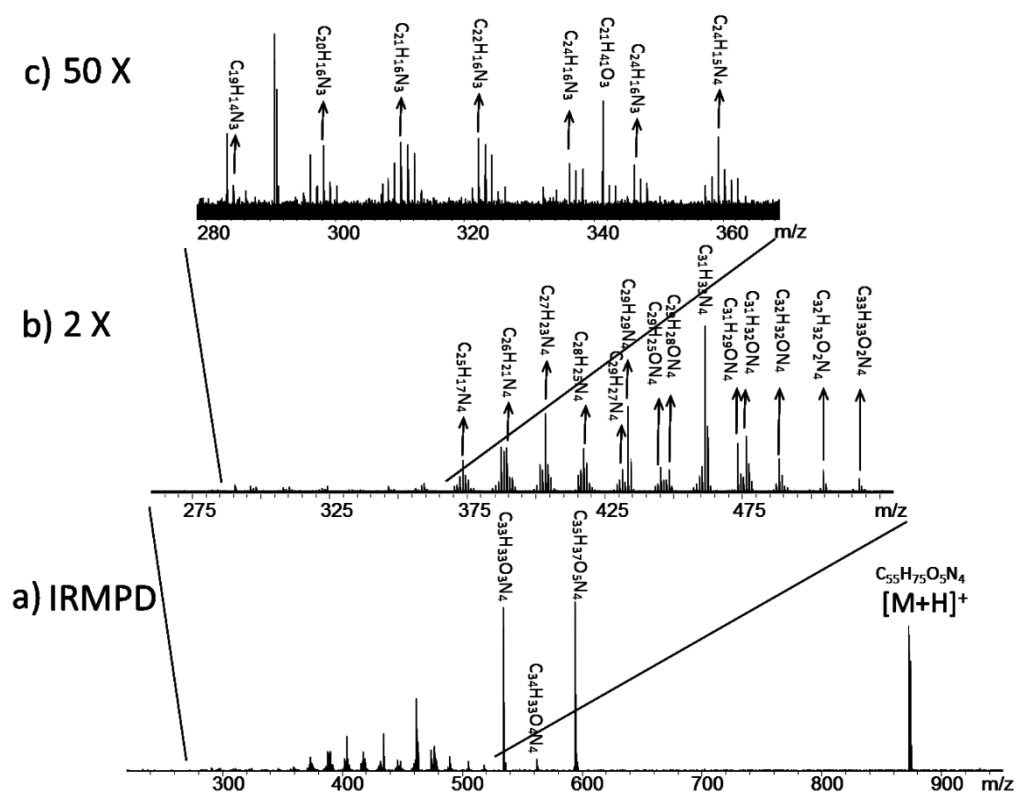 c) 50 X
C₁₉H₁₄N₃
C₂₀H₁₆N₃
C₂₁H₁₆N₃
C₂₂H₁₆N₃
C₂₄H₁₆N₃
C₂₁H₄₁O₃
C₂₄H₁₆N₃
C₂₄H₁₅N₄
280 300 320 340 360 m/z
b) 2 X
C₂₅H₁₇N₄
C₂₆H₂₁N₄
C₂₇H₂₃N₄
C₂₈H₂₅N₄
C₂₉H₂₇N₄
C₂₉H₂₉N₄
C₂₉H₂₅ON₄
C₂₉H₂₈ON₄
C₃₁H₃₃N₄
C₃₁H₂₉ON₄
C₃₁H₃₂ON₄
C₃₂H₃₂ON₄
C₃₂H₃₂O₂N₄
C₃₃H₃₃O₂N₄
275 325 375 425 475 m/z
a) IRMPD
C₃₃H₃₃O₃N₄
C₃₄H₃₃O₄N₄
C₃₅H₃₇O₅N₄
C₅₅H₇₅O₅N₄
[M+H]⁺
300 400 500 600 700 800 900 m/z